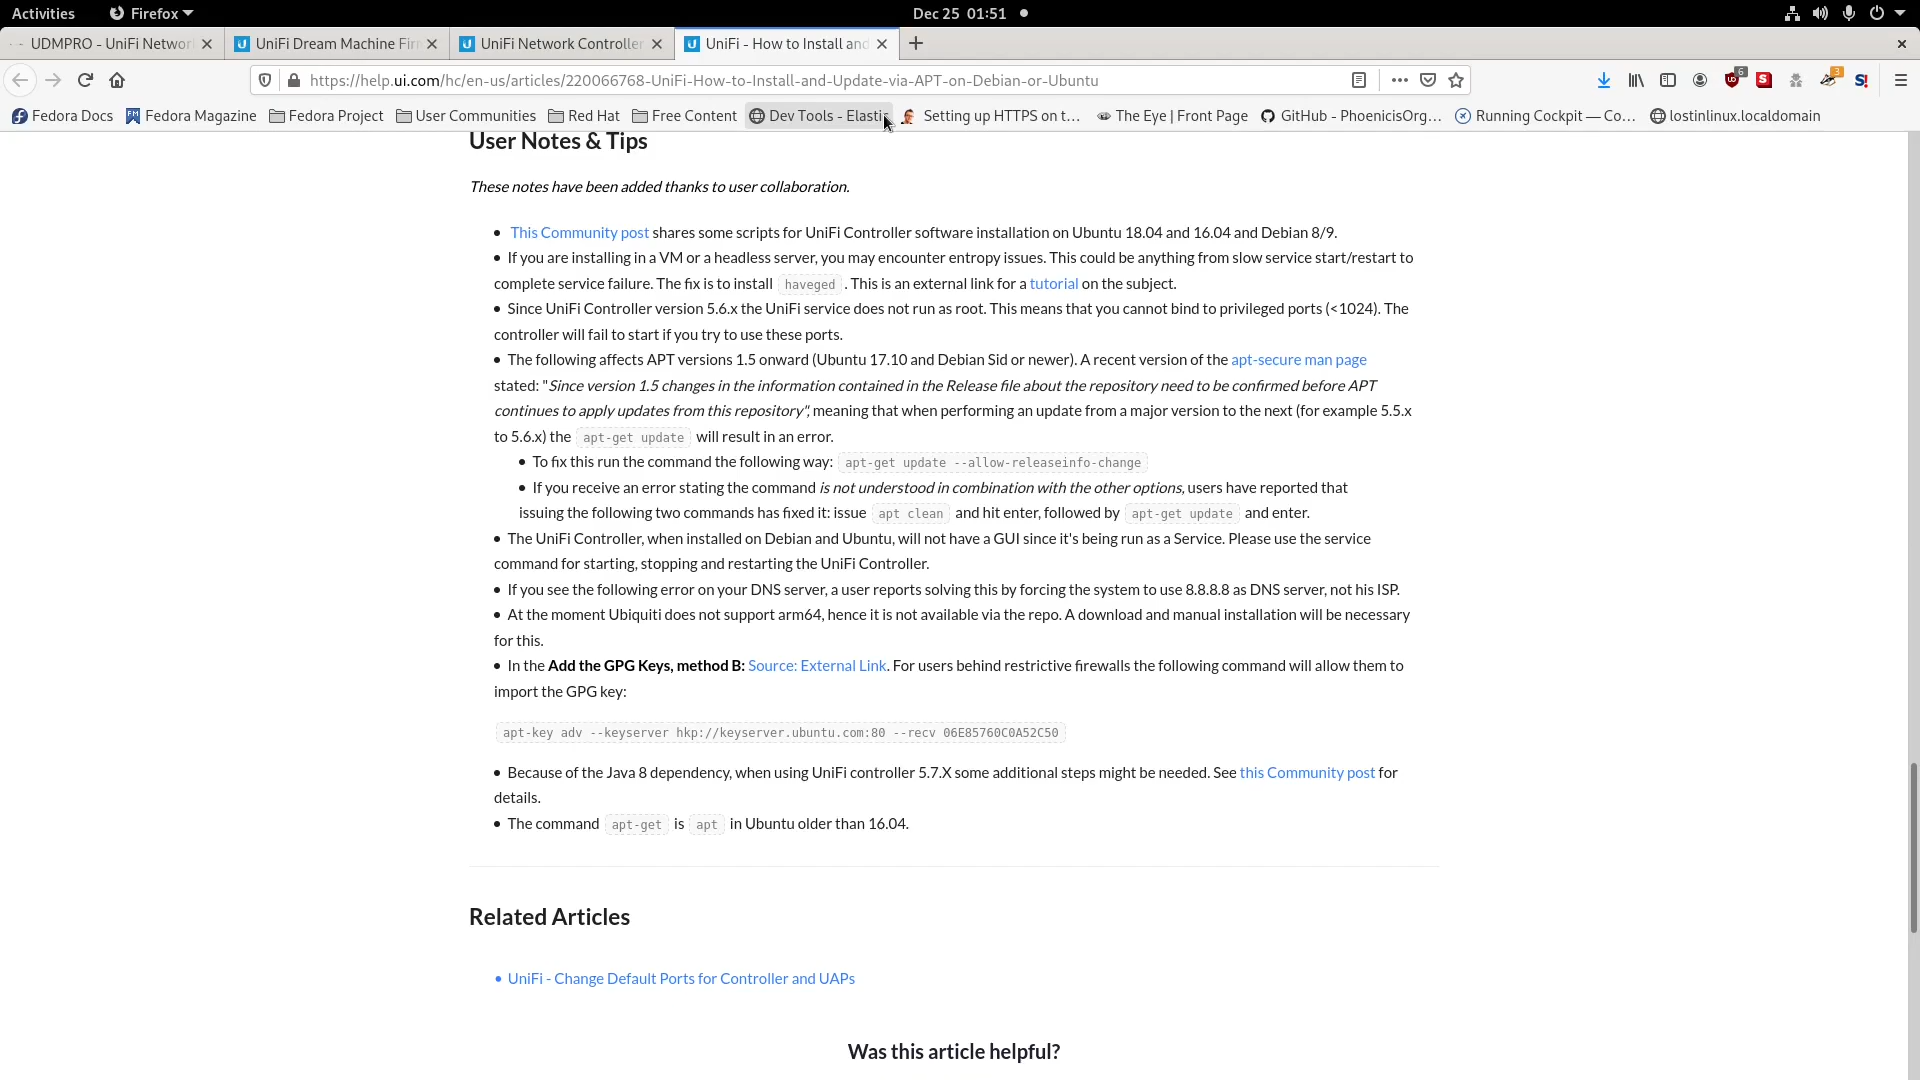 Activities Firefox Dec 25 01:51
UDMPRO - UniFi Networ UniFi Dream Machine Fir UniFi Network Controller UniFi - How to Install and
https://help.ui.com/hc/en-us/articles/220066768-UniFi-How-to-Install-and-Update-via-APT-on-Debian-or-Ubuntu 6 3
Fedora Docs Fedora Magazine Fedora Project User Communities Red Hat Free Content Dev Tools - Elastic Setting up HTTPS on t… The Eye | Front Page GitHub - PhoenicisOrg… Running Cockpit — Co… lostinlinux.localdomain
User Notes & Tips
These notes have been added thanks to user collaboration.
• This Community post shares some scripts for UniFi Controller software installation on Ubuntu 18.04 and 16.04 and Debian 8/9.
• If you are installing in a VM or a headless server, you may encounter entropy issues. This could be anything from slow service start/restart to
complete service failure. The fix is to install haveged . This is an external link for a tutorial on the subject.
• Since UniFi Controller version 5.6.x the UniFi service does not run as root. This means that you cannot bind to privileged ports (<1024). The
controller will fail to start if you try to use these ports.
• The following affects APT versions 1.5 onward (Ubuntu 17.10 and Debian Sid or newer). A recent version of the apt-secure man page
stated: "Since version 1.5 changes in the information contained in the Release file about the repository need to be confirmed before APT
continues to apply updates from this repository", meaning that when performing an update from a major version to the next (for example 5.5.x
to 5.6.x) the apt-get update will result in an error.
• To fix this run the command the following way: apt-get update --allow-releaseinfo-change
• If you receive an error stating the command is not understood in combination with the other options, users have reported that
issuing the following two commands has fixed it: issue apt clean and hit enter, followed by apt-get update and enter.
• The UniFi Controller, when installed on Debian and Ubuntu, will not have a GUI since it's being run as a Service. Please use the service
command for starting, stopping and restarting the UniFi Controller.
• If you see the following error on your DNS server, a user reports solving this by forcing the system to use 8.8.8.8 as DNS server, not his ISP.
• At the moment Ubiquiti does not support arm64, hence it is not available via the repo. A download and manual installation will be necessary
for this.
• In the Add the GPG Keys, method B: Source: External Link. For users behind restrictive firewalls the following command will allow them to
import the GPG key:
apt-key adv --keyserver hkp://keyserver.ubuntu.com:80 --recv 06E85760C0A52C50
• Because of the Java 8 dependency, when using UniFi controller 5.7.X some additional steps might be needed. See this Community post for
details.
• The command apt-get is apt in Ubuntu older than 16.04.
Related Articles
• UniFi - Change Default Ports for Controller and UAPs
Was this article helpful?